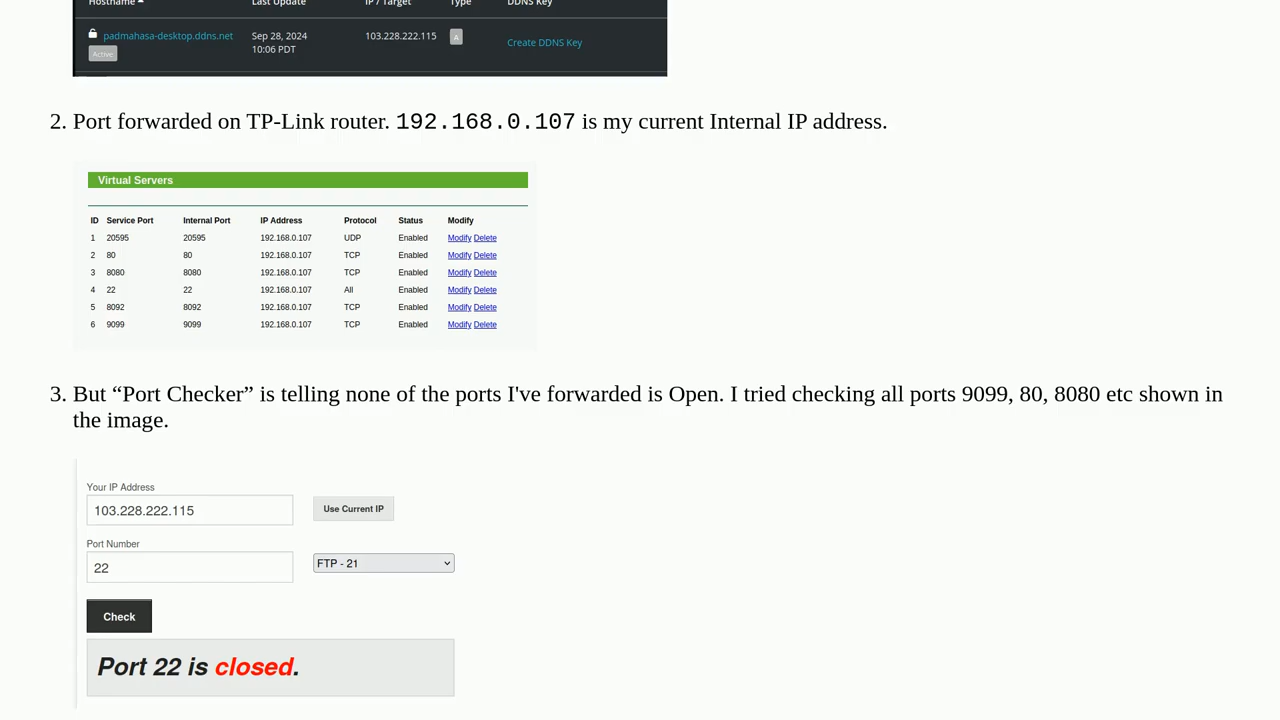 Hostname Last Update IP / Target Type DDNS Key
padmahasa-desktop.ddns.net Sep 28, 2024 103.228.222.115 A Create DDNS Key
Active 10:06 PDT
2. Port forwarded on TP-Link router. 192.168.0.107 is my current Internal IP address.
Virtual Servers
ID Service Port Internal Port IP Address Protocol Status Modify
1 20595 20595 192.168.0.107 UDP Enabled Modify Delete
2 80 80 192.168.0.107 TCP Enabled Modify Delete
3 8080 8080 192.168.0.107 TCP Enabled Modify Delete
4 22 22 192.168.0.107 All Enabled Modify Delete
5 8092 8092 192.168.0.107 TCP Enabled Modify Delete
6 9099 9099 192.168.0.107 TCP Enabled Modify Delete
3. But “Port Checker” is telling none of the ports I've forwarded is Open. I tried checking all ports 9099, 80, 8080 etc shown in
the image.
Your IP Address
103.228.222.115 Use Current IP
Port Number
22 FTP - 21
Check
Port 22 is closed.